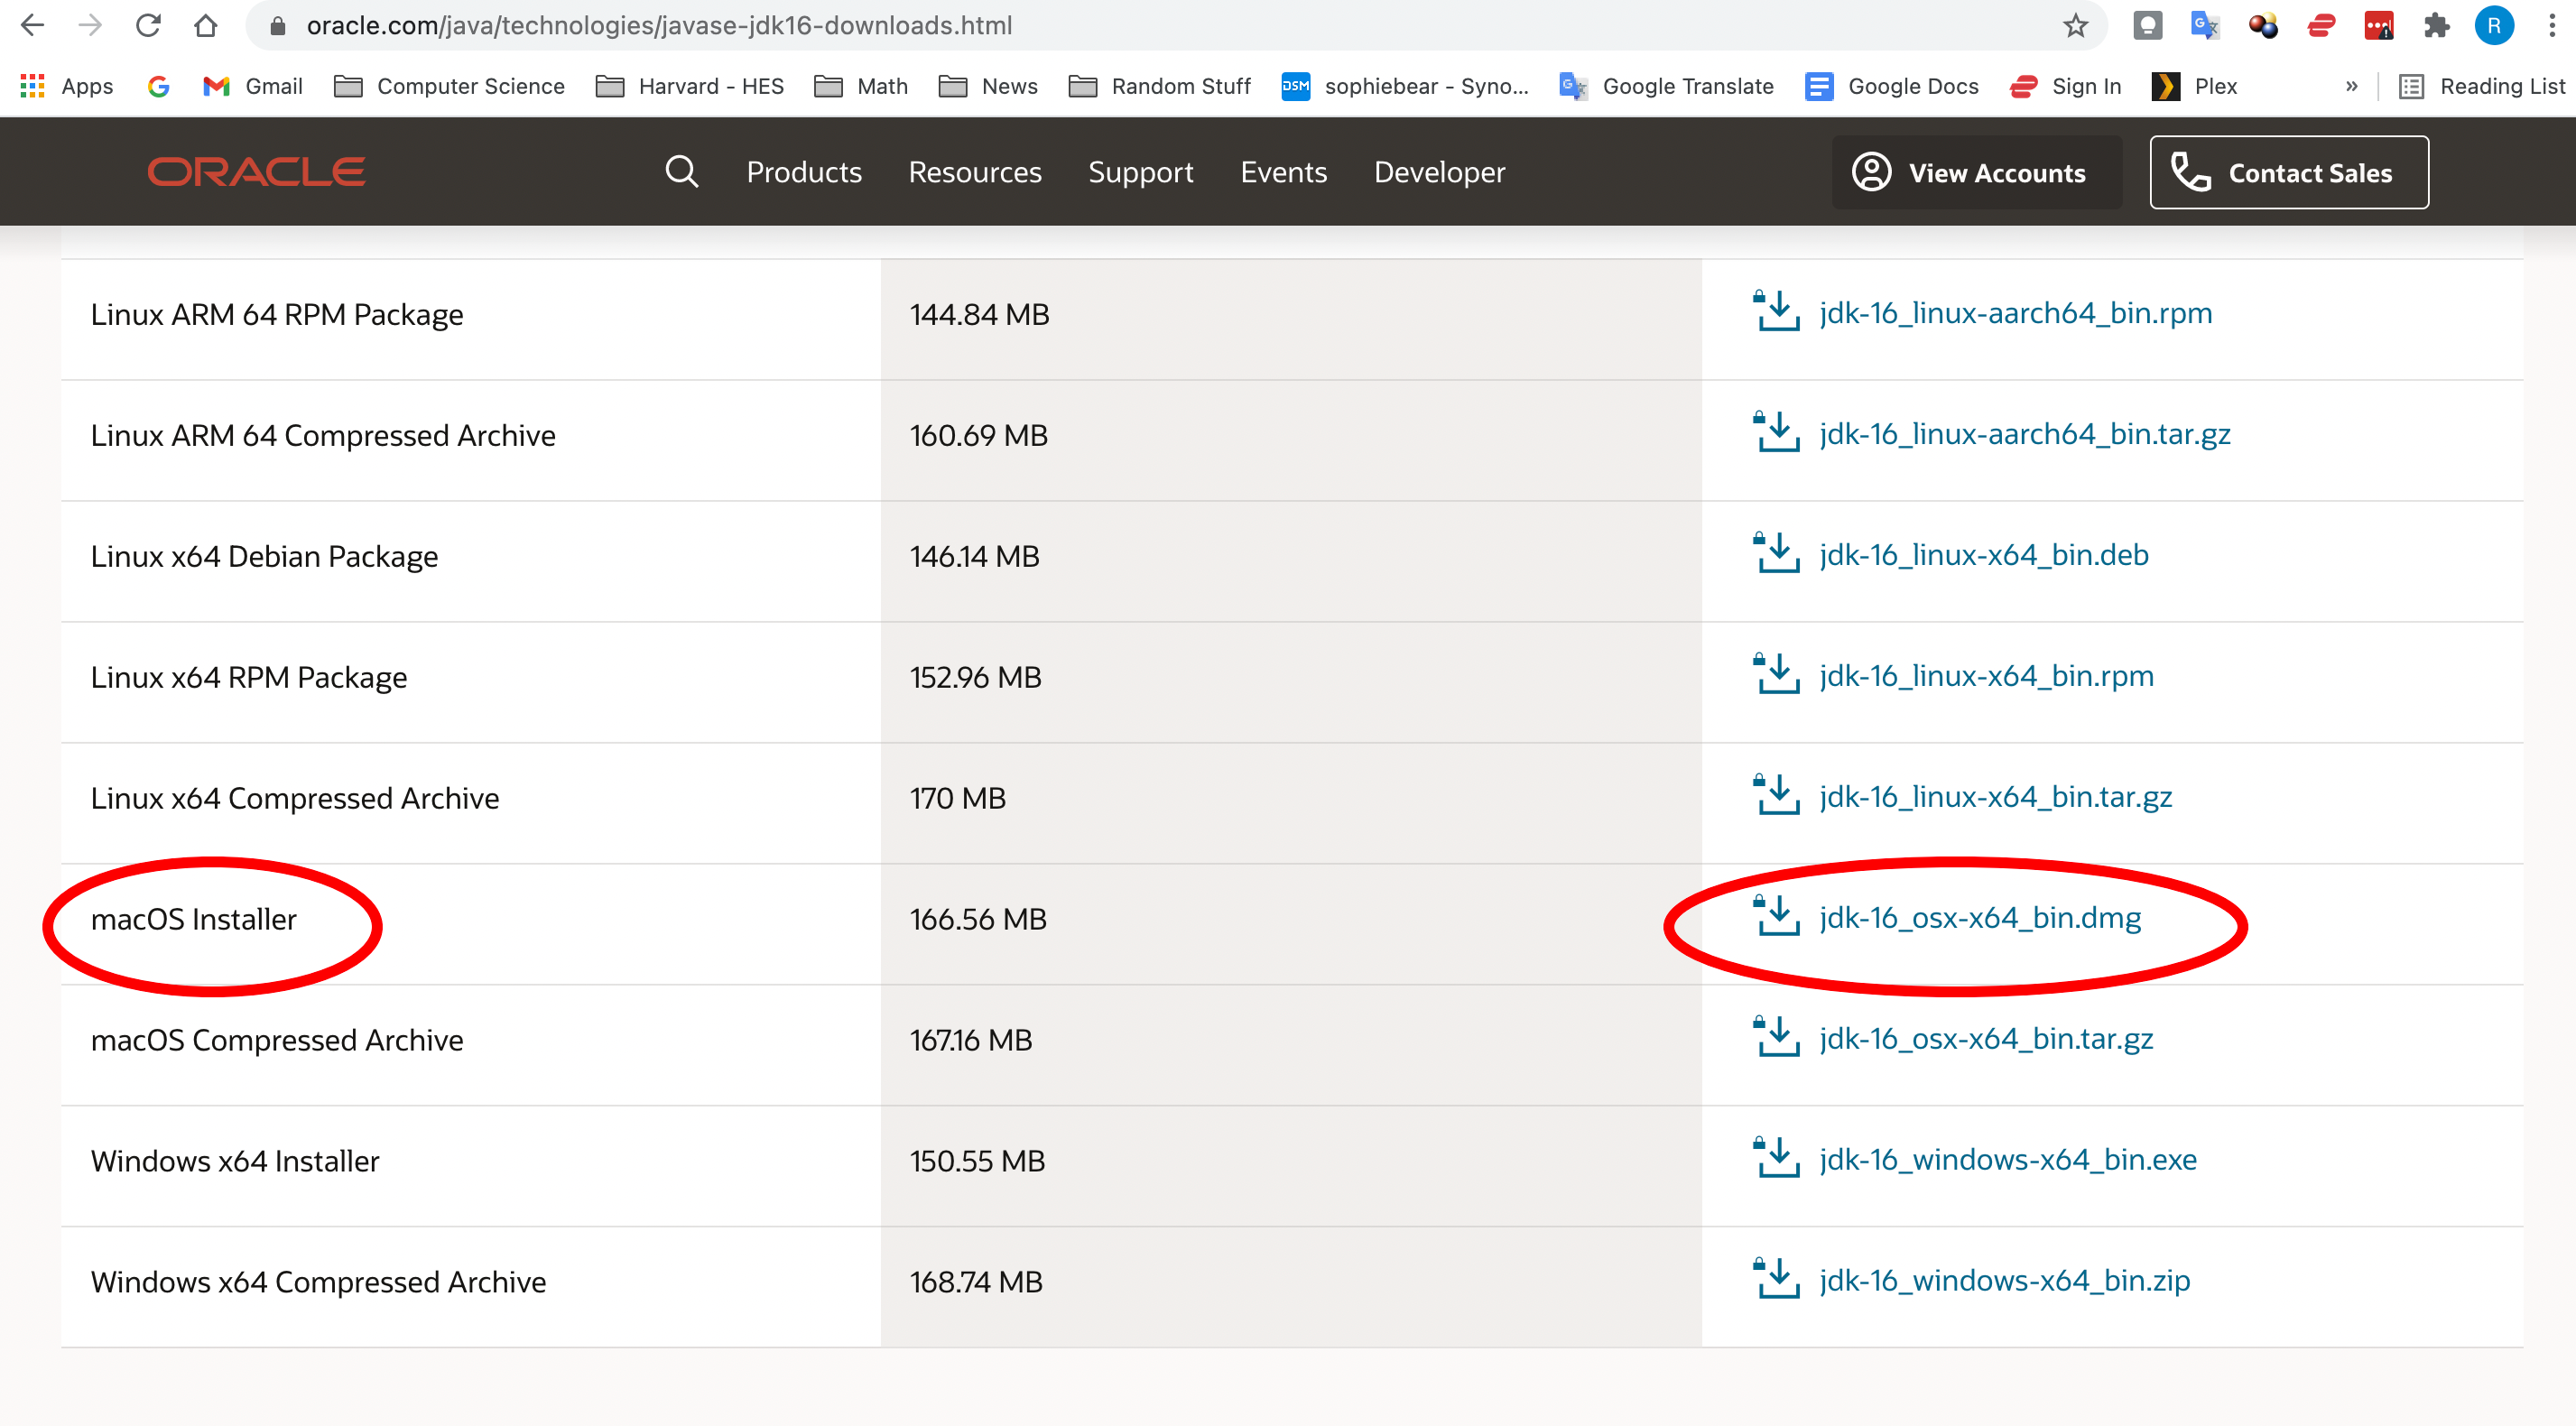 oracle.com/java/technologies/javase-jdk16-downloads.html
R
Apps Gmail Computer Science Harvard - HES Math News Random Stuff DSM sophiebear - Syno... Google Translate Google Docs Sign In Plex » Reading List
ORACLE Products Resources Support Events Developer View Accounts Contact Sales
Linux ARM 64 RPM Package 144.84 MB jdk-16_linux-aarch64_bin.rpm
Linux ARM 64 Compressed Archive 160.69 MB jdk-16_linux-aarch64_bin.tar.gz
Linux x64 Debian Package 146.14 MB jdk-16_linux-x64_bin.deb
Linux x64 RPM Package 152.96 MB jdk-16_linux-x64_bin.rpm
Linux x64 Compressed Archive 170 MB jdk-16_linux-x64_bin.tar.gz
macOS Installer 166.56 MB jdk-16_osx-x64_bin.dmg
macOS Compressed Archive 167.16 MB jdk-16_osx-x64_bin.tar.gz
Windows x64 Installer 150.55 MB jdk-16_windows-x64_bin.exe
Windows x64 Compressed Archive 168.74 MB jdk-16_windows-x64_bin.zip